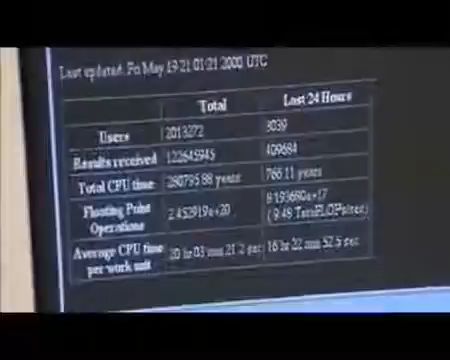 Last updated: Fri May 19 21:01:21 2000 UTC
Total Last 24 Hours
Users 2013272 3039
Results received 122645945 409684
Total CPU time 280795.88 years 766.11 years
Floating Point Operations 2.452919e+20 8.193680e+17 (9.48 TeraFLOPs/sec)
Average CPU time per work unit 20 hr 03 min 21.2 sec 16 hr 22 min 52.5 sec